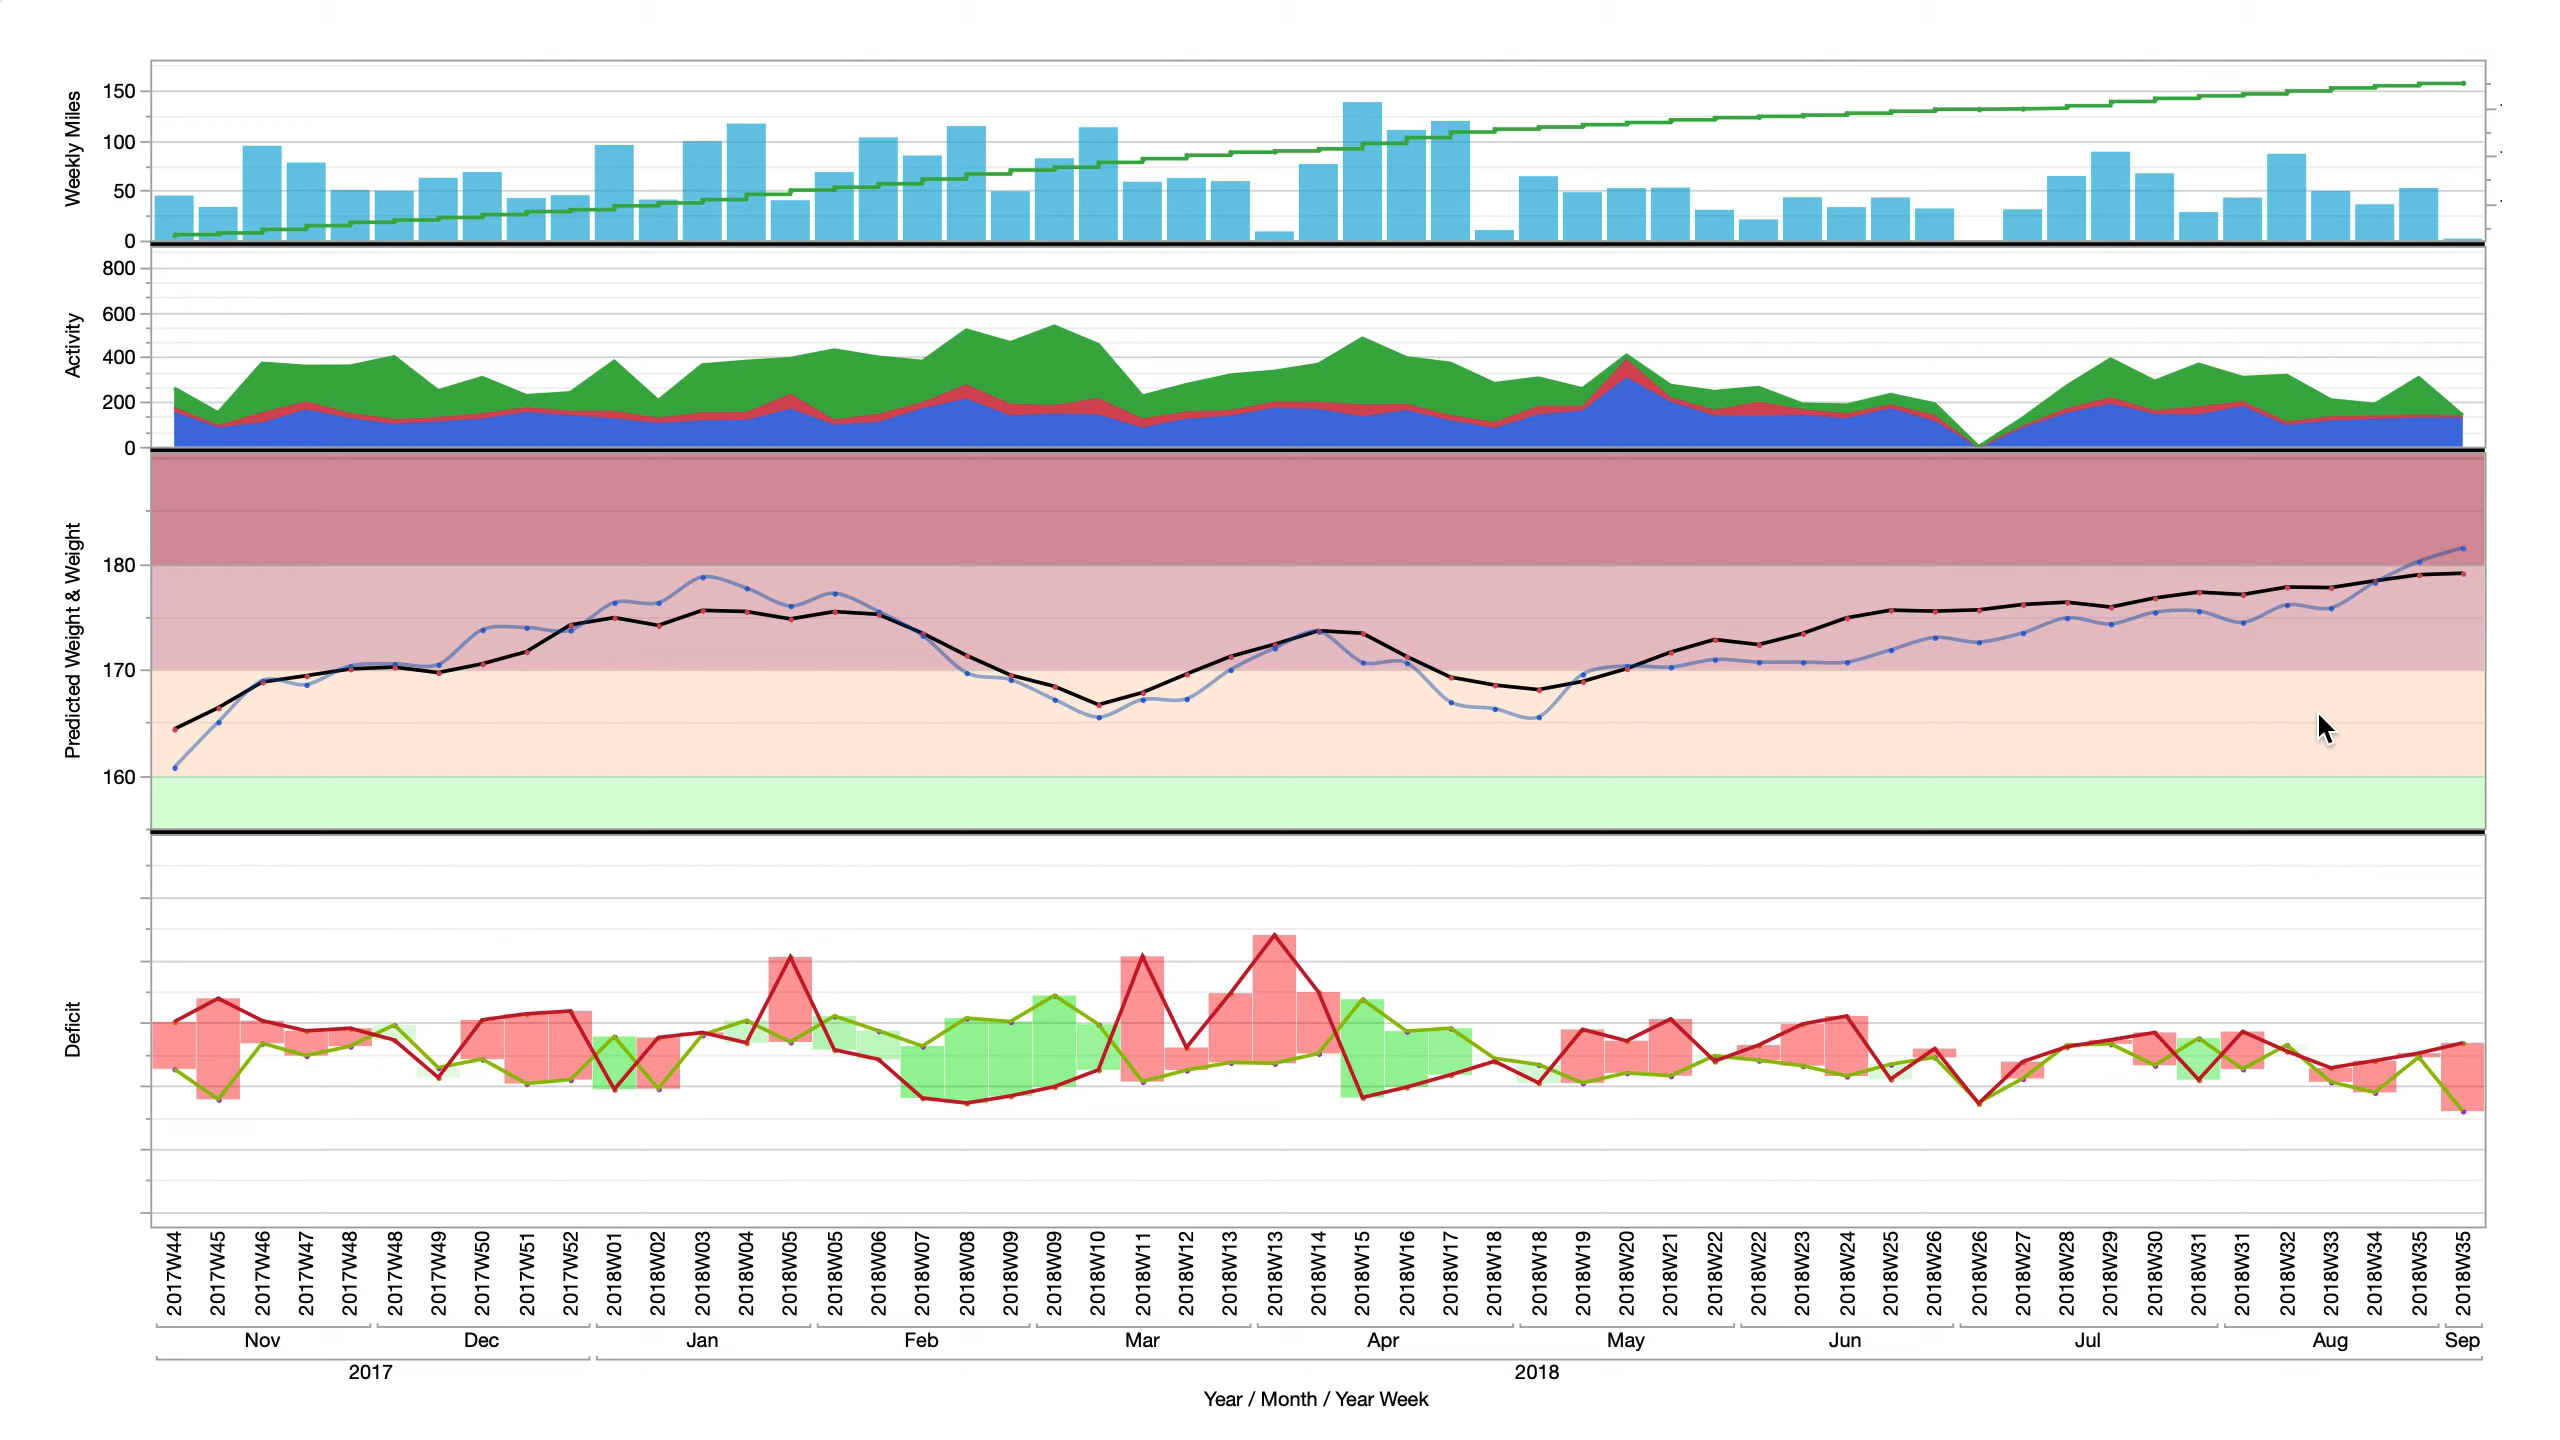 Weekly Miles
150
100
50
0
Activity
800
600
400
200
0
Predicted Weight & Weight
180
170
160
Deficit
2017W44 2017W45 2017W46 2017W47 2017W48 2017W48 2017W49 2017W50 2017W51 2017W52 2018W01 2018W02 2018W03 2018W04 2018W05 2018W05 2018W06 2018W07 2018W08 2018W09 2018W09 2018W10 2018W11 2018W12 2018W13 2018W13 2018W14 2018W15 2018W16 2018W17 2018W18 2018W18 2018W19 2018W20 2018W21 2018W22 2018W22 2018W23 2018W24 2018W25 2018W26 2018W26 2018W27 2018W28 2018W29 2018W30 2018W31 2018W31 2018W32 2018W33 2018W34 2018W35 2018W35
Nov Dec Jan Feb Mar Apr May Jun Jul Aug Sep
2017 2018
Year / Month / Year Week